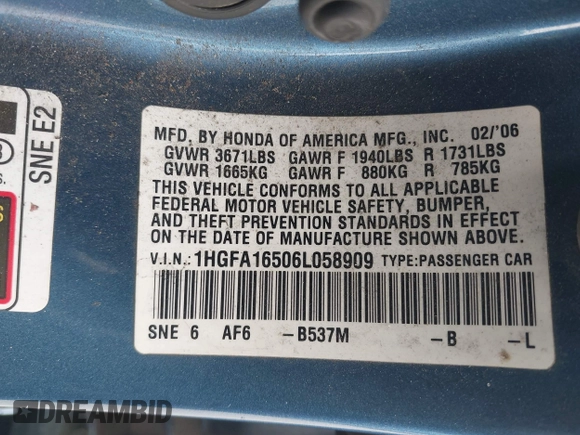 MFD. BY HONDA OF AMERICA MFG., INC. 02/'06
GVWR 3671LBS GAWR F 1940LBS R 1731LBS
GVWR 1665KG GAWR F 880KG R 785KG
THIS VEHICLE CONFORMS TO ALL APPLICABLE
FEDERAL MOTOR VEHICLE SAFETY, BUMPER,
AND THEFT PREVENTION STANDARDS IN EFFECT
ON THE DATE OF MANUFACTURE SHOWN ABOVE.
V.I.N.: 1HGFA16506L058909 TYPE:PASSENGER CAR
SNE 6 AF6 -B537M -B -L
SNE E2
S.
S
DREAMBID